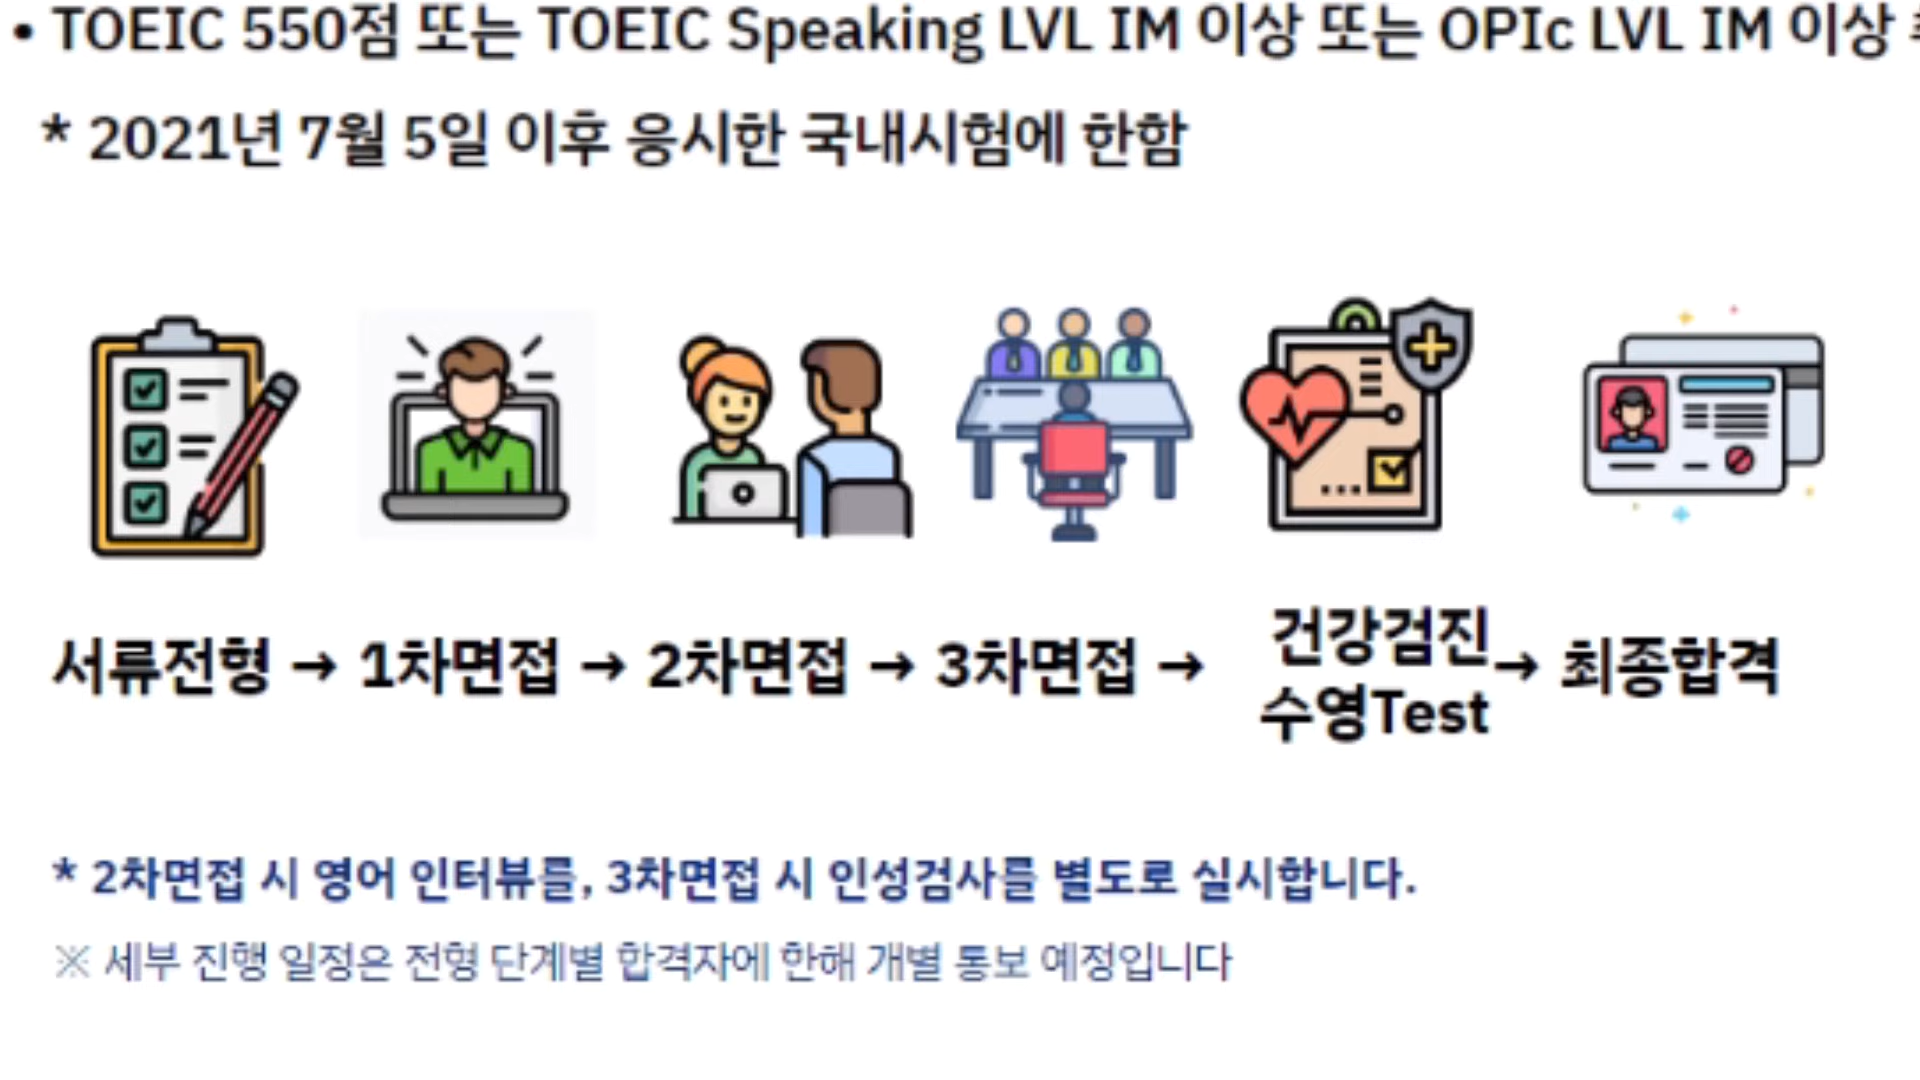 • TOEIC 550점 또는 TOEIC Speaking LVL IM 이상 또는 OPIc LVL IM 이상
* 2021년 7월 5일 이후 응시한 국내시험에 한함
서류전형 → 1차면접 → 2차면접 → 3차면접 → 건강검진 수영Test → 최종합격
* 2차면접 시 영어 인터뷰를, 3차면접 시 인성검사를 별도로 실시합니다.
※ 세부 진행 일정은 전형 단계별 합격자에 한해 개별 통보 예정입니다